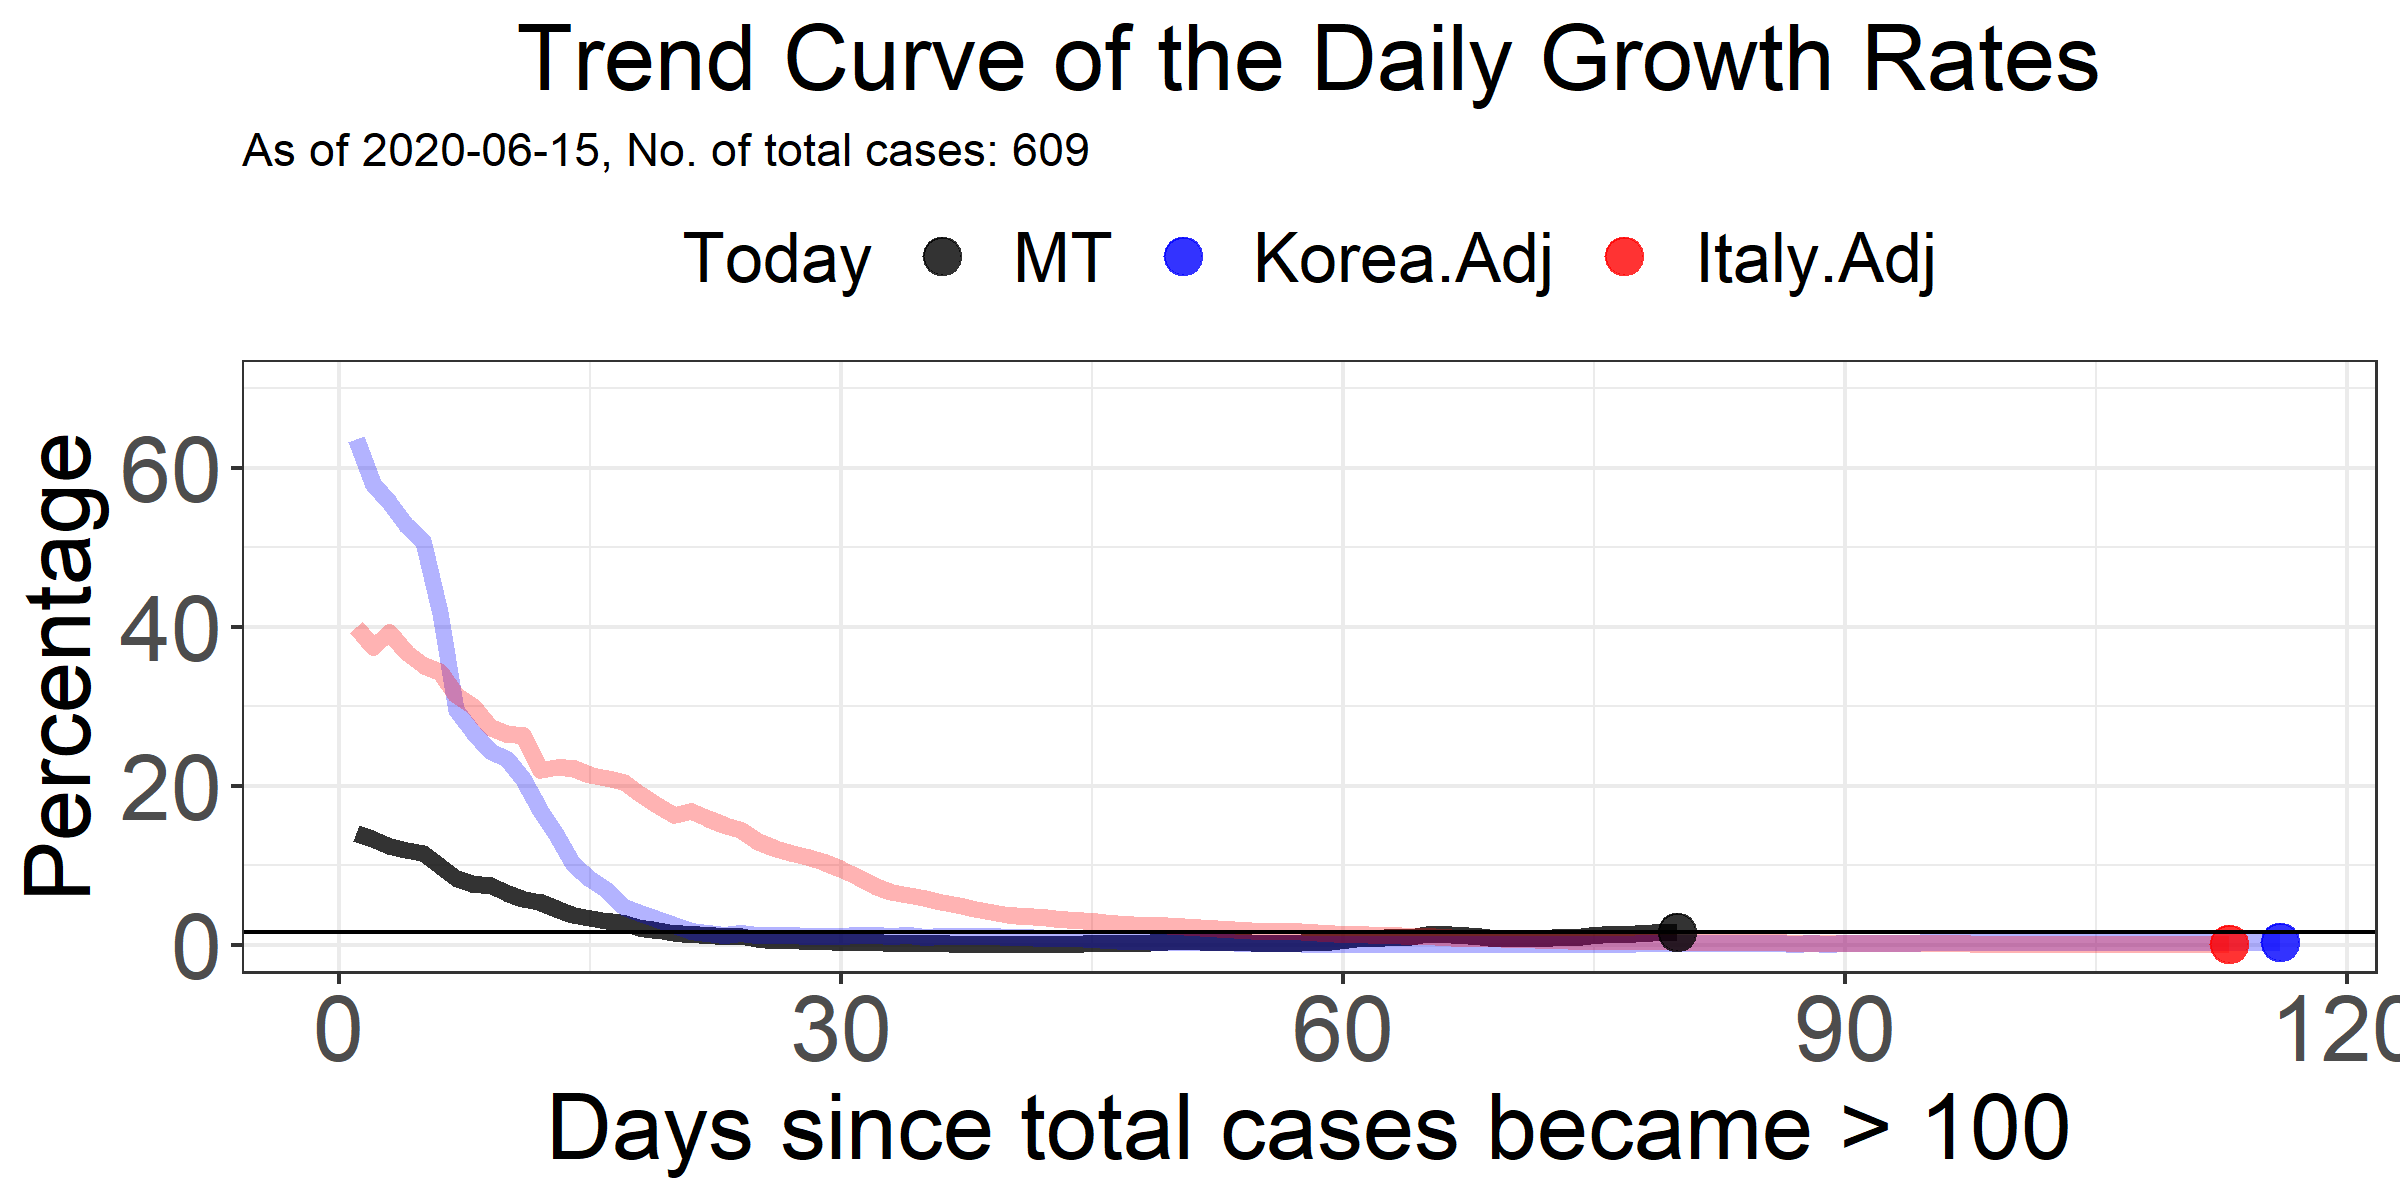 Trend Curve of the Daily Growth Rates
As of 2020-06-15, No. of total cases: 609
Today MT Korea.Adj Italy.Adj
Percentage
60
40
20
0
0 30 60 90 120
Days since total cases became > 100